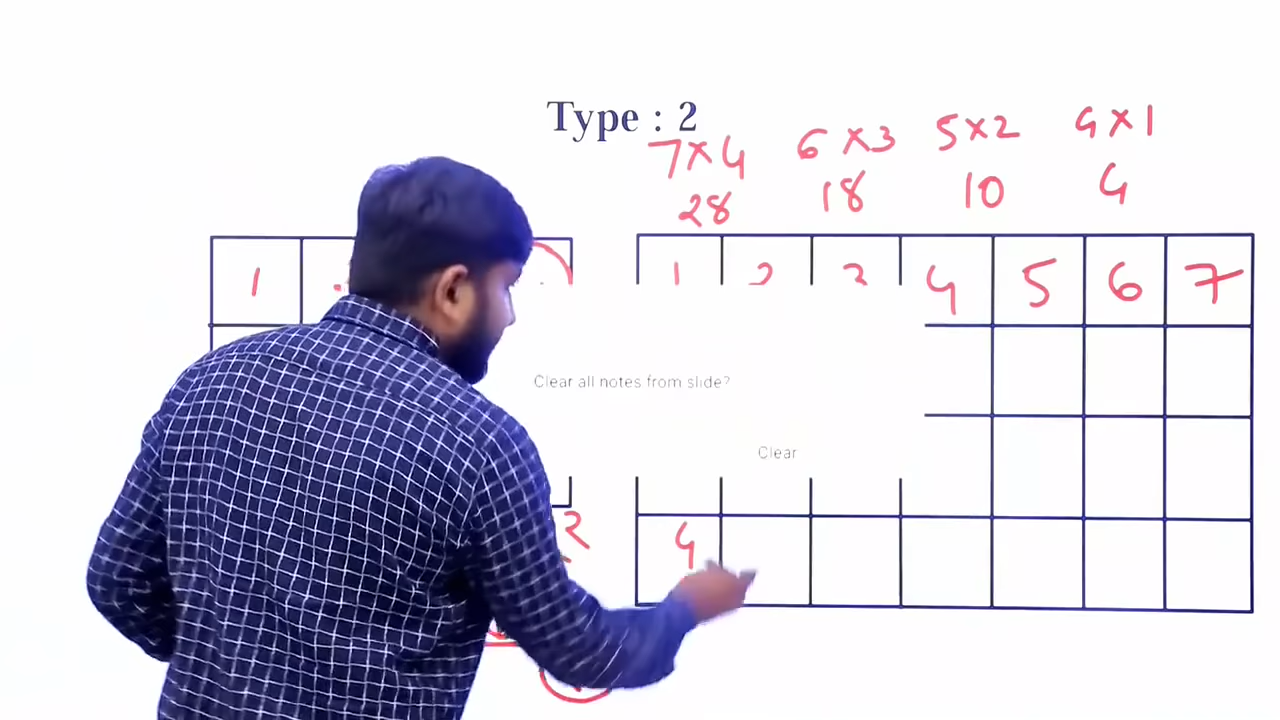 Type : 2
7×4 6×3 5×2 4×1
28 18 10 4
1 1 2 3 4 5 6 7
Clear all notes from slide?
Clear
2 4